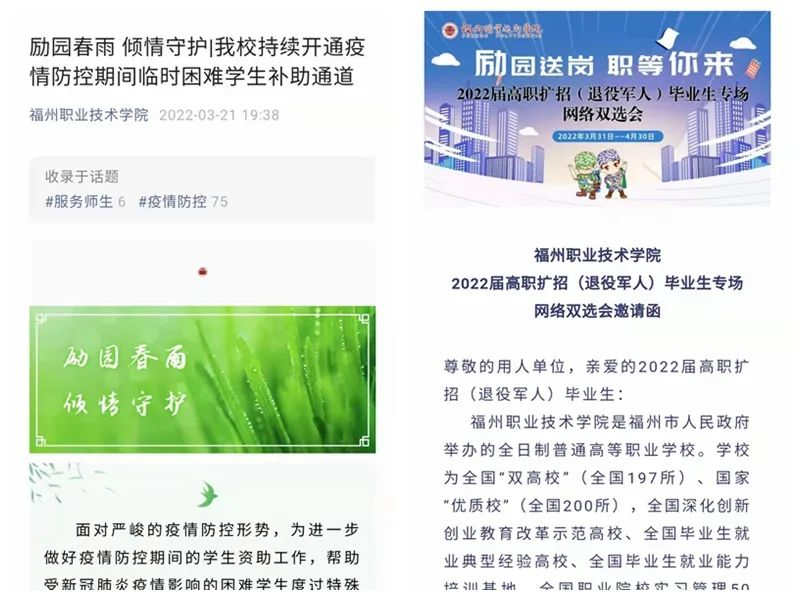 励园春雨 倾情守护|我校持续开通疫
情防控期间临时困难学生补助通道
福州职业技术学院 2022-03-21 19:38
收录于话题
#服务师生 6 #疫情防控 75
励园春雨
倾情守护
面对严峻的疫情防控形势，为进一步
做好疫情防控期间的学生资助工作，帮助
受新冠肺炎疫情影响的困难学生度过特殊
福州职业技术学院
励园送岗 职等你来
2022届高职扩招（退役军人）毕业生专场
网络双选会
2022年3月31日——4月30日
福州职业技术学院
2022届高职扩招（退役军人）毕业生专场
网络双选会邀请函
尊敬的用人单位，亲爱的2022届高职扩
招（退役军人）毕业生：
福州职业技术学院是福州市人民政府
举办的全日制普通高等职业学校。学校
为全国“双高校”（全国197所）、国家
“优质校”（全国200所），全国深化创新
创业教育改革示范高校、全国毕业生就
业典型经验高校、全国毕业生就业能力
培训基地、全国职业院校实习管理50